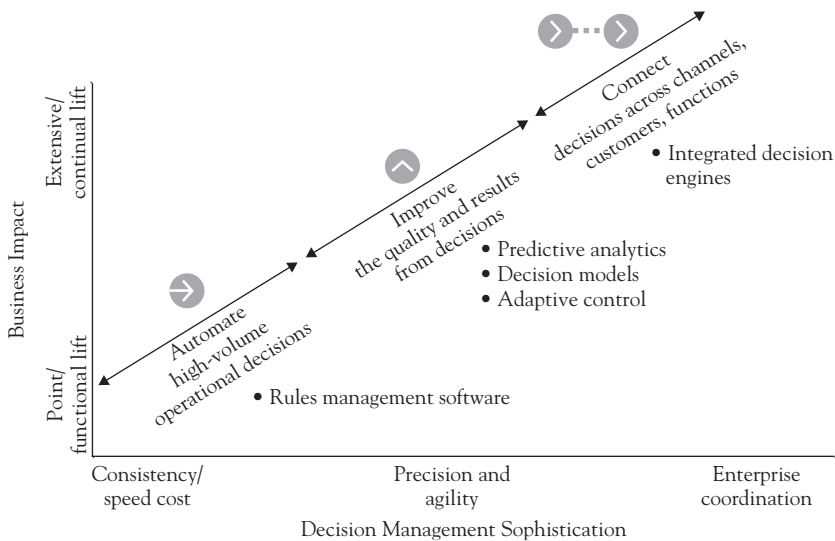 Connect
decisions across channels,
customers, functions
• Integrated decision
engines
Extensive/
continual lift
Improve
the quality and results
from decisions
• Predictive analytics
• Decision models
• Adaptive control
Business Impact
Automate
high-volume
operational decisions
• Rules management software
Point/
functional lift
Consistency/
speed cost
Precision and
agility
Enterprise
coordination
Decision Management Sophistication